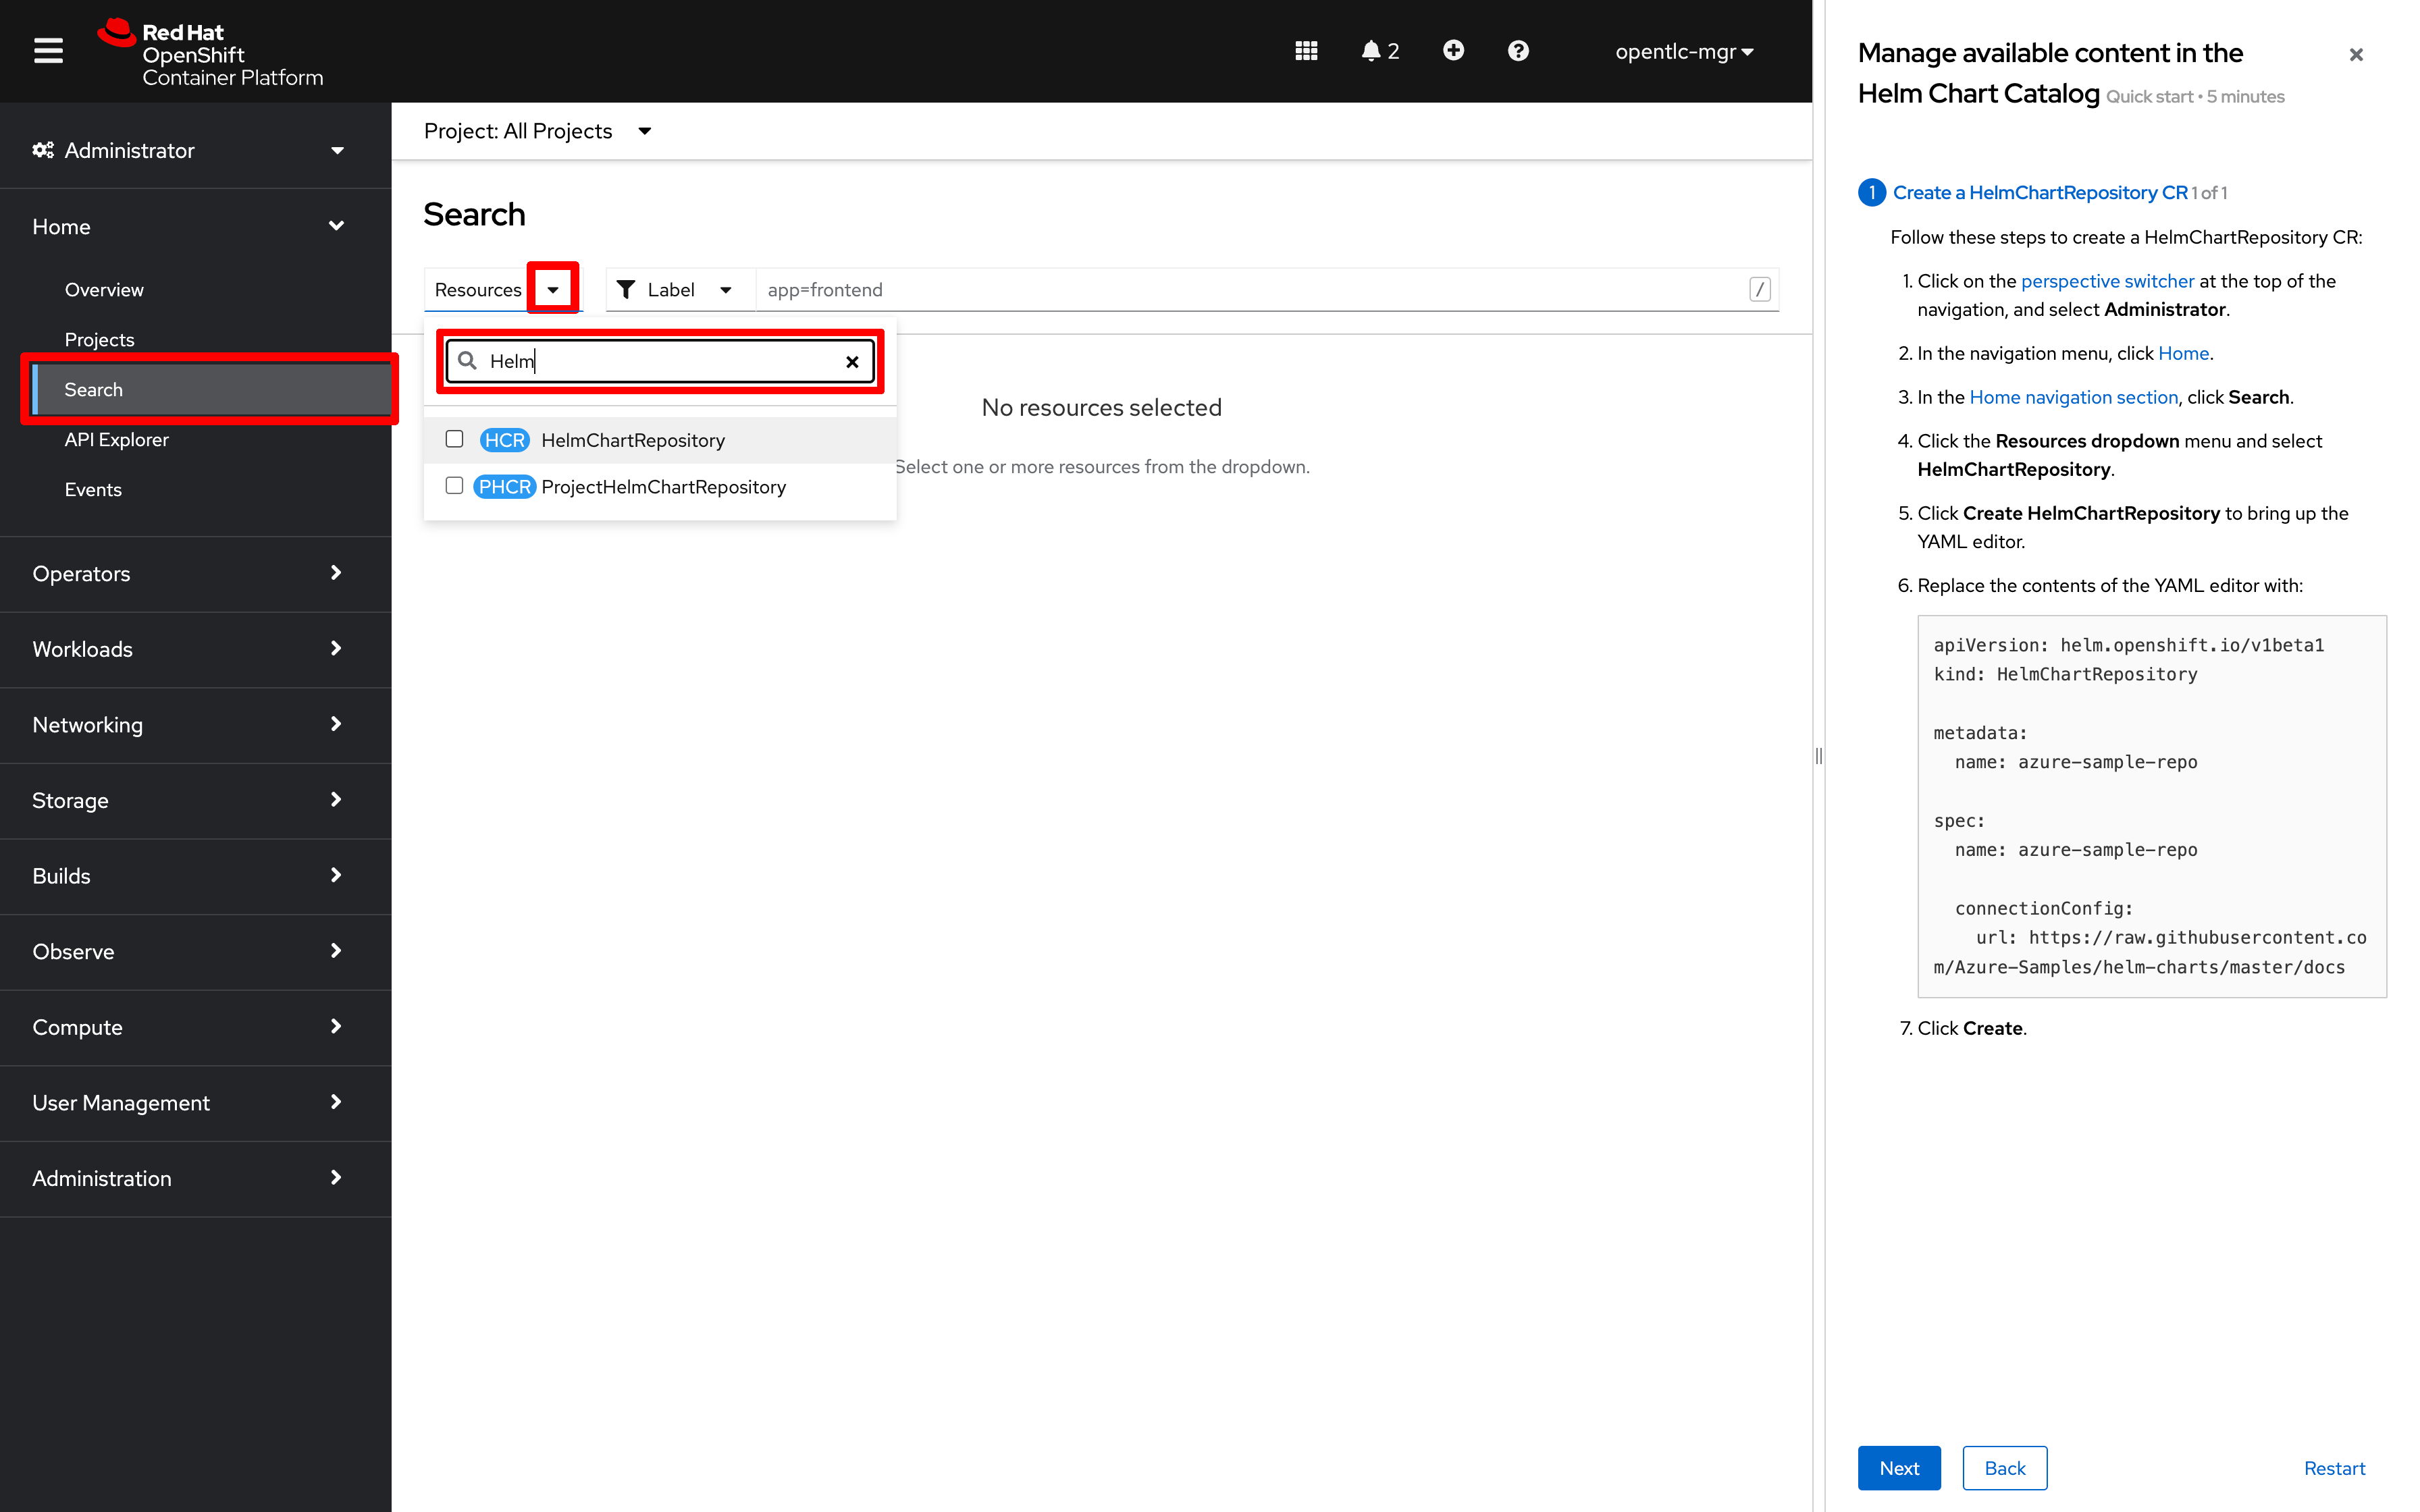 Red Hat
OpenShift
Container Platform
2
opentlc-mgr
Administrator
Home
Overview
Projects
Search
API Explorer
Events
Operators
Workloads
Networking
Storage
Builds
Observe
Compute
User Management
Administration
Project: All Projects
Search
Resources
Label
app=frontend
/
Helm
HCR HelmChartRepository
PHCR ProjectHelmChartRepository
No resources selected
Select one or more resources from the dropdown.
Manage available content in the
Helm Chart Catalog Quick start • 5 minutes
1 Create a HelmChartRepository CR 1 of 1
Follow these steps to create a HelmChartRepository CR:
1. Click on the perspective switcher at the top of the
navigation, and select Administrator.
2. In the navigation menu, click Home.
3. In the Home navigation section, click Search.
4. Click the Resources dropdown menu and select
HelmChartRepository.
5. Click Create HelmChartRepository to bring up the
YAML editor.
6. Replace the contents of the YAML editor with:
apiVersion: helm.openshift.io/v1beta1
kind: HelmChartRepository
metadata:
name: azure-sample-repo
spec:
name: azure-sample-repo
connectionConfig:
url: https://raw.githubusercontent.co
m/Azure-Samples/helm-charts/master/docs
7. Click Create.
Next
Back
Restart